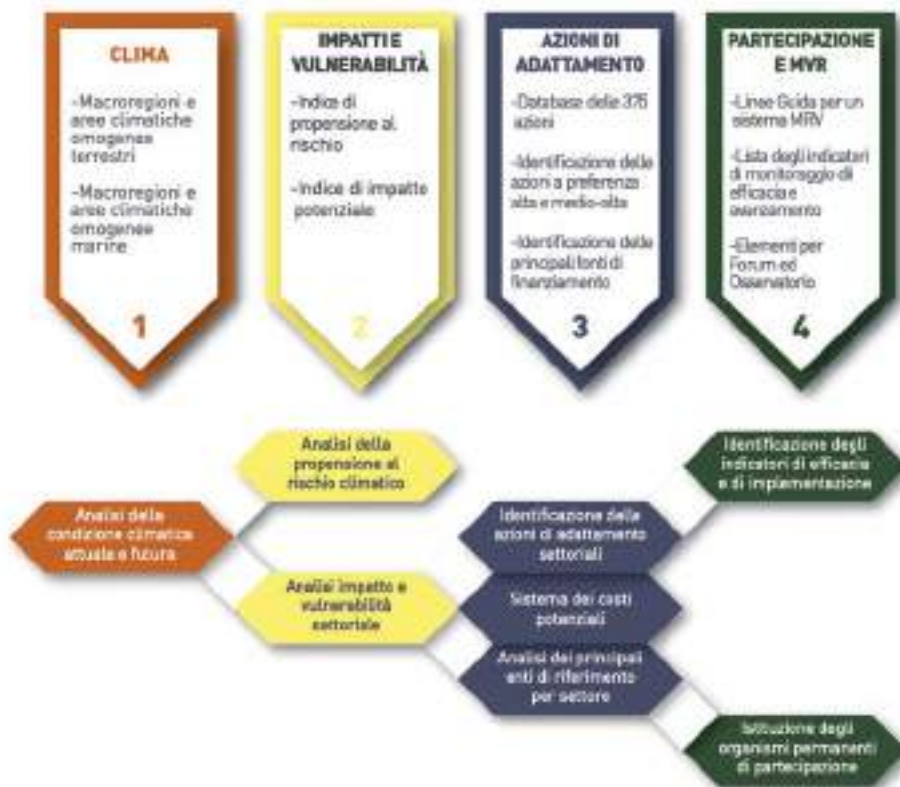 CLIMA
-Macroregioni e
aree climatiche
omogenee
terrestri
-Macroregioni e
aree climatiche
omogenee
marine
1
IMPATTI E
VULNERABILITÀ
-Indice di
propensione al
rischio
-Indice di impatto
potenziale
2
AZIONI DI
ADATTAMENTO
-Database delle 375
azioni
-Identificazione delle
azioni a preferenza
alta e medio-alta
-Identificazione delle
principali fonti di
finanziamento
3
PARTECIPAZIONE
E MVR
-Linee Guida per un
sistema MRV
-Lista degli indicatori
di monitoraggio di
efficacia e
avanzamento
-Elementi per
Forum ed
Osservatorio
4
Analisi della
condizione climatica
attuale e futura
Analisi della
propensione al
rischio climatico
Analisi impatto e
vulnerabilità
settoriale
Identificazione delle
azioni di adattamento
settoriali
Sistema dei costi
potenziali
Analisi dei principali
enti di riferimento
per settore
Identificazione degli
indicatori di efficacia
e di implementazione
Istituzione degli
organismi permanenti
di partecipazione